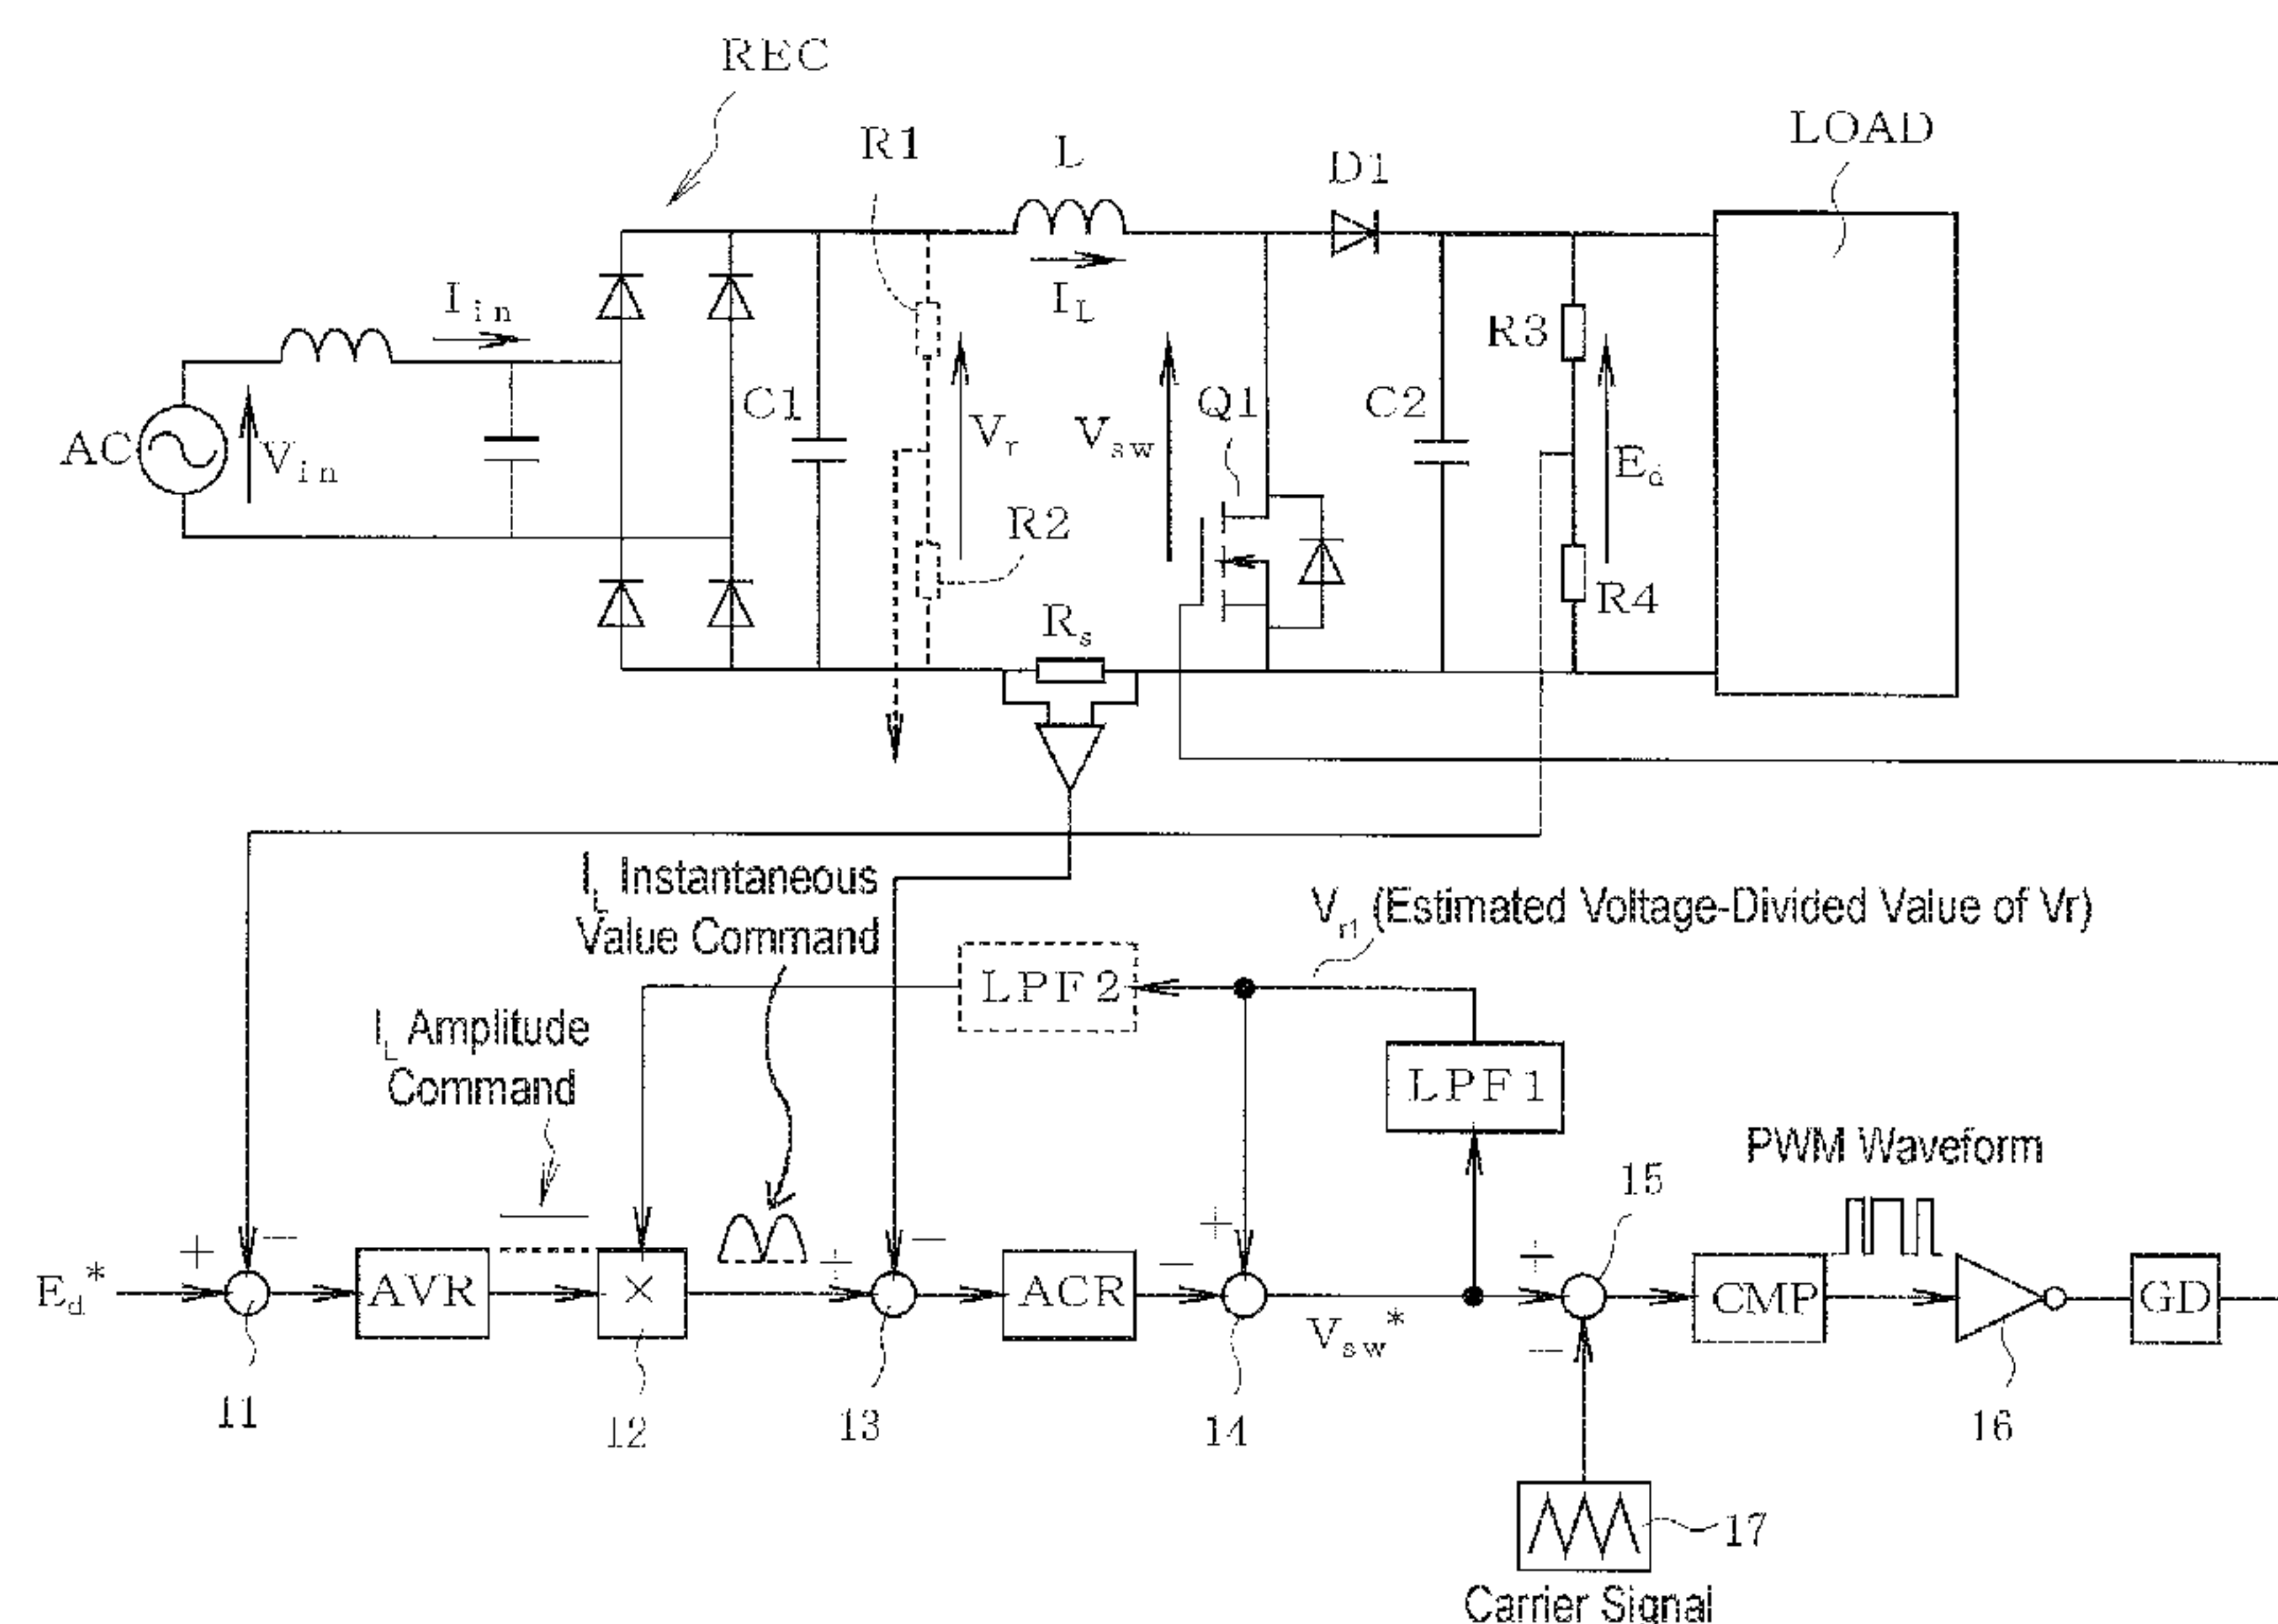 REC
R1
L
D1
LOAD
I_in
I_L
R3
AC
V_in
C1
V_r
V_sw
Q1
C2
E_d
R2
R_s
R4
I_L Instantaneous
Value Command
V_r1 (Estimated Voltage-Divided Value of Vr)
LPF2
I_L Amplitude
Command
LPF1
PWM Waveform
15
+
−
E_d*
AVR
×
+
−
ACR
−
+
V_sw*
+
−
CMP
GD
11
12
13
14
16
17
Carrier Signal